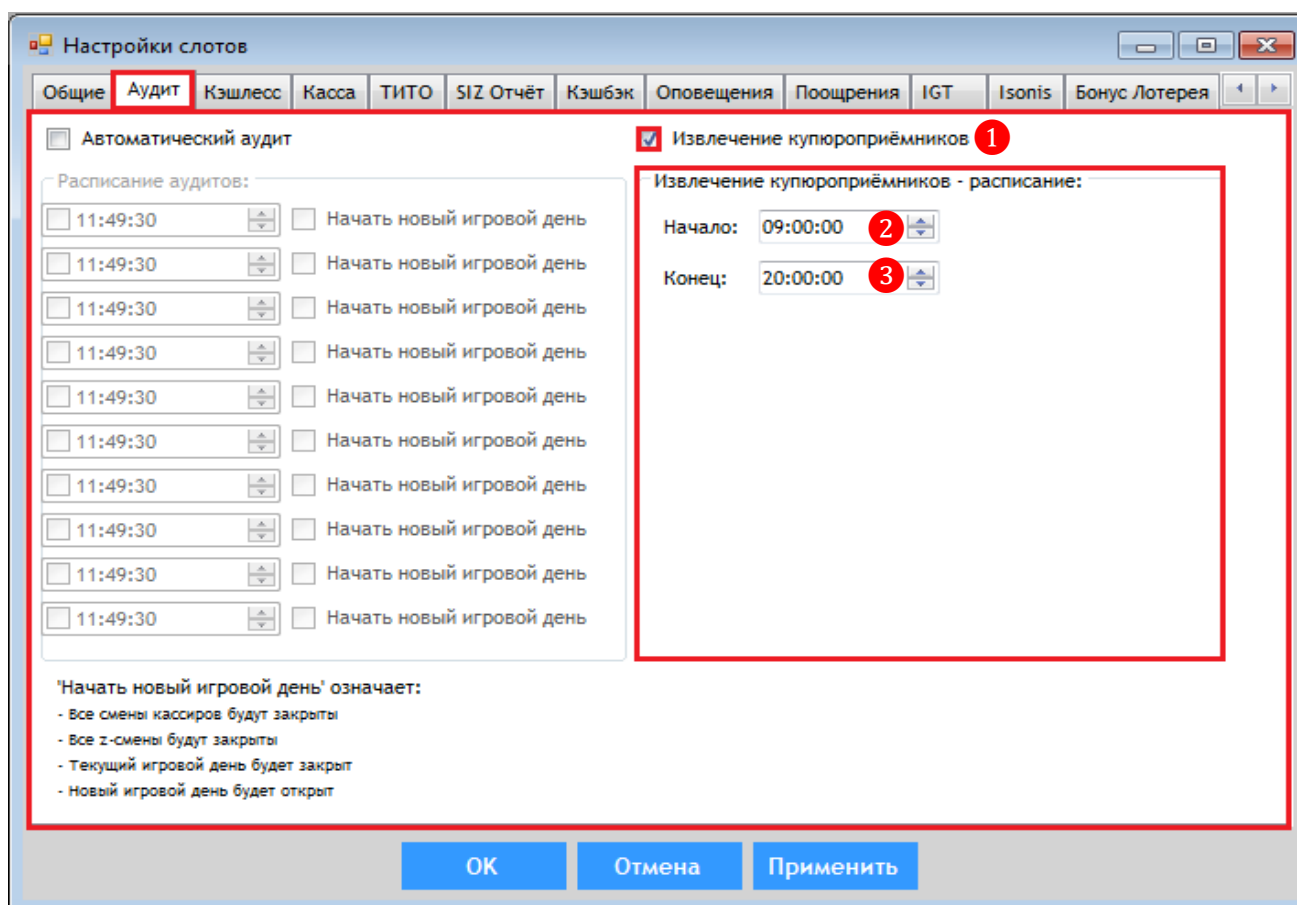 Настройки слотов
Общие Аудит Кэшлесс Касса ТИТО SIZ Отчёт Кэшбэк Оповещения Поощрения IGT Isonis Бонус Лотерея
Автоматический аудит
Извлечение купюроприёмников 1
Расписание аудитов:
11:49:30 Начать новый игровой день
11:49:30 Начать новый игровой день
11:49:30 Начать новый игровой день
11:49:30 Начать новый игровой день
11:49:30 Начать новый игровой день
11:49:30 Начать новый игровой день
11:49:30 Начать новый игровой день
11:49:30 Начать новый игровой день
11:49:30 Начать новый игровой день
11:49:30 Начать новый игровой день
Извлечение купюроприёмников - расписание:
Начало: 09:00:00 2
Конец: 20:00:00 3
'Начать новый игровой день' означает:
- Все смены кассиров будут закрыты
- Все z-смены будут закрыты
- Текущий игровой день будет закрыт
- Новый игровой день будет открыт
OK Отмена Применить